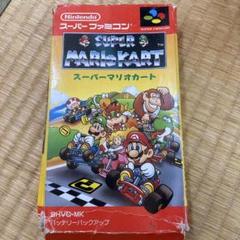 Nintendo
スーパーファミコン
SUPER
MARIO KART
TM
スーパーマリオカート
SHVC-MK
バッテリーバックアップ